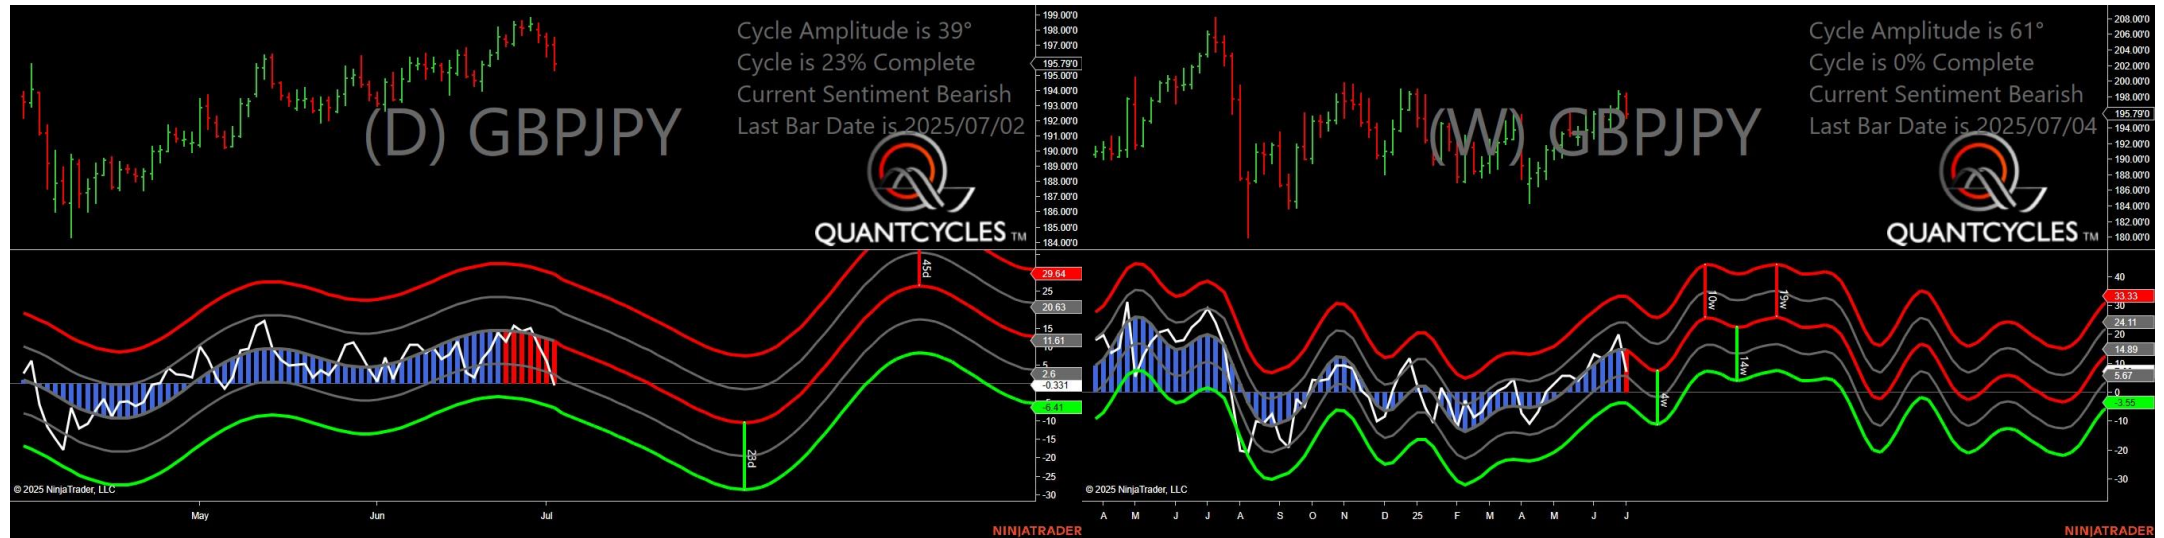 Cycle Amplitude is 39°
Cycle is 23% Complete
Current Sentiment Bearish
Last Bar Date is 2025/07/02
(D) GBPJPY
QUANTCYCLES TM
199.00'0
198.00'0
197.00'0
195.79'0
195.00'0
194.00'0
193.00'0
192.00'0
191.00'0
190.00'0
189.00'0
188.00'0
187.00'0
186.00'0
185.00'0
184.00'0
45d
23d
29.64
25
20.63
15
11.61
2.6
-0.331
-6.41
-10
-15
-20
-25
-30
© 2025 NinjaTrader, LLC
May
Jun
Jul
NINJATRADER
Cycle Amplitude is 61°
Cycle is 0% Complete
Current Sentiment Bearish
Last Bar Date is 2025/07/04
(W) GBPJPY
QUANTCYCLES TM
208.00'0
206.00'0
204.00'0
202.00'0
200.00'0
198.00'0
195.79'0
194.00'0
192.00'0
190.00'0
188.00'0
186.00'0
184.00'0
182.00'0
180.00'0
10w
19w
14w
4w
40
33.33
30
24.11
20
14.89
10
5.67
0
-3.55
-10
-20
-30
© 2025 NinjaTrader, LLC
A
M
J
J
A
S
O
N
D
25
F
M
A
M
J
J
NINJATRADER